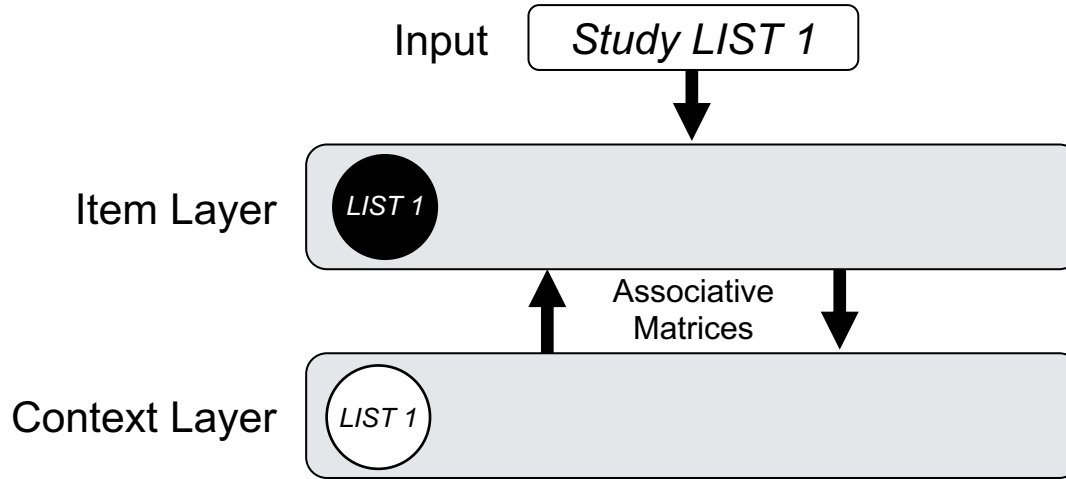 Input
Study LIST 1
Item Layer
LIST 1
Associative
Matrices
Context Layer
LIST 1